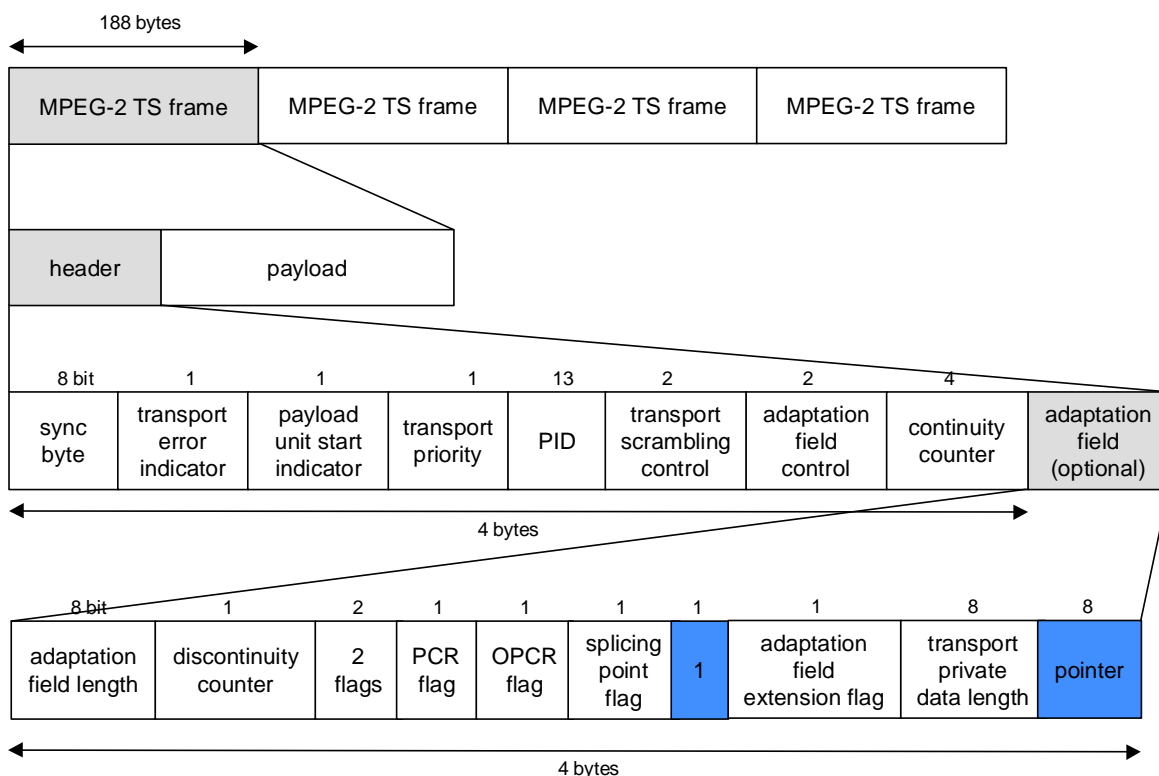 188 bytes
MPEG-2 TS frame
MPEG-2 TS frame
MPEG-2 TS frame
MPEG-2 TS frame
header
payload
8 bit
1
1
1
13
2
2
4
sync
byte
transport
error
indicator
payload
unit start
indicator
transport
priority
PID
transport
scrambling
control
adaptation
field
control
continuity
counter
adaptation
field
(optional)
4 bytes
8 bit
1
2
1
1
1
1
1
8
8
adaptation
field length
discontinuity
counter
2
flags
PCR
flag
OPCR
flag
splicing
point
flag
1
adaptation
field
extension flag
transport
private
data length
pointer
4 bytes